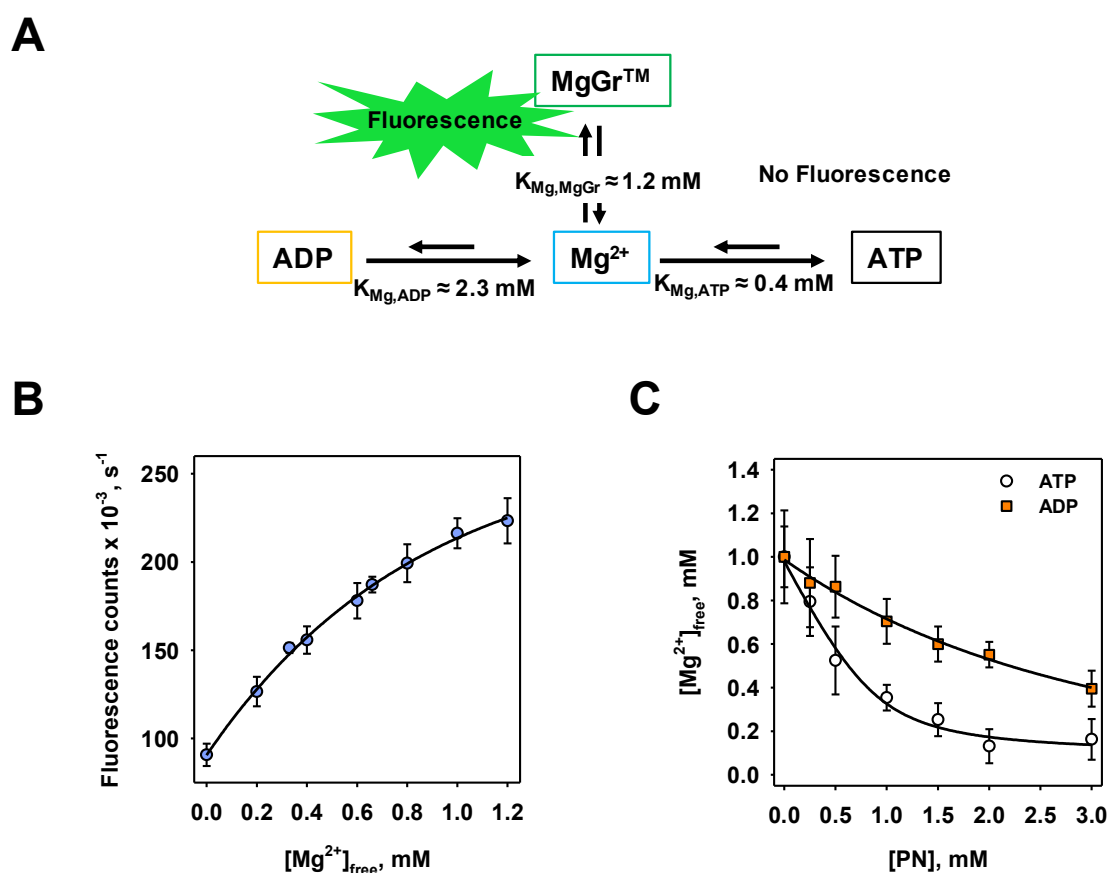 A
MgGr™
Fluorescence
K_Mg,MgGr ≈ 1.2 mM
No Fluorescence
ADP
Mg²⁺
ATP
K_Mg,ADP ≈ 2.3 mM
K_Mg,ATP ≈ 0.4 mM
B
Fluorescence counts x 10⁻³, s⁻¹
250
200
150
100
0.0 0.2 0.4 0.6 0.8 1.0 1.2
[Mg²⁺]free, mM
C
[Mg²⁺]free, mM
1.4
1.2
1.0
0.8
0.6
0.4
0.2
0.0
ATP
ADP
0.0 0.5 1.0 1.5 2.0 2.5 3.0
[PN], mM